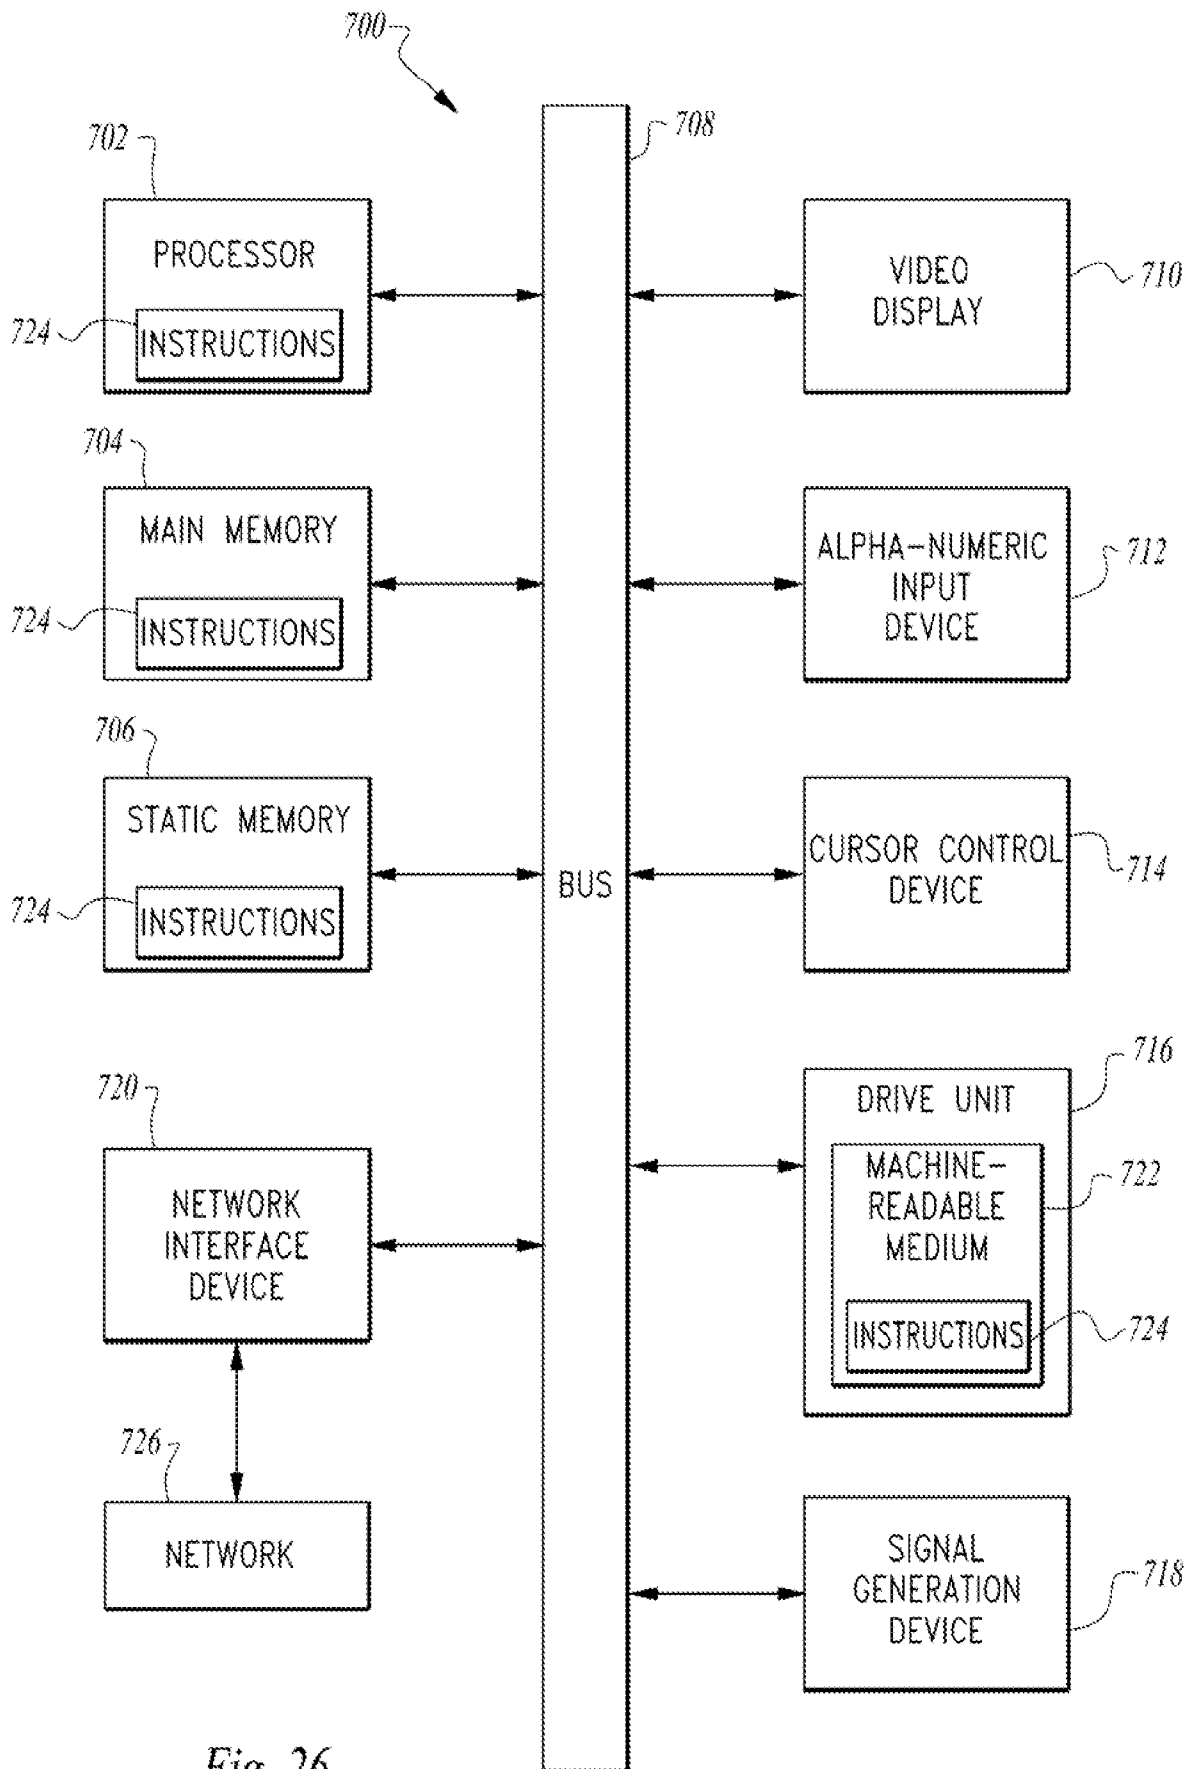 700
708
702
PROCESSOR
724
INSTRUCTIONS
VIDEO
DISPLAY
710
704
MAIN MEMORY
724
INSTRUCTIONS
ALPHA-NUMERIC
INPUT
DEVICE
712
706
STATIC MEMORY
724
INSTRUCTIONS
BUS
CURSOR CONTROL
DEVICE
714
720
NETWORK
INTERFACE
DEVICE
716
DRIVE UNIT
MACHINE-
READABLE
MEDIUM
722
INSTRUCTIONS
724
726
NETWORK
SIGNAL
GENERATION
DEVICE
718
Fig. 26